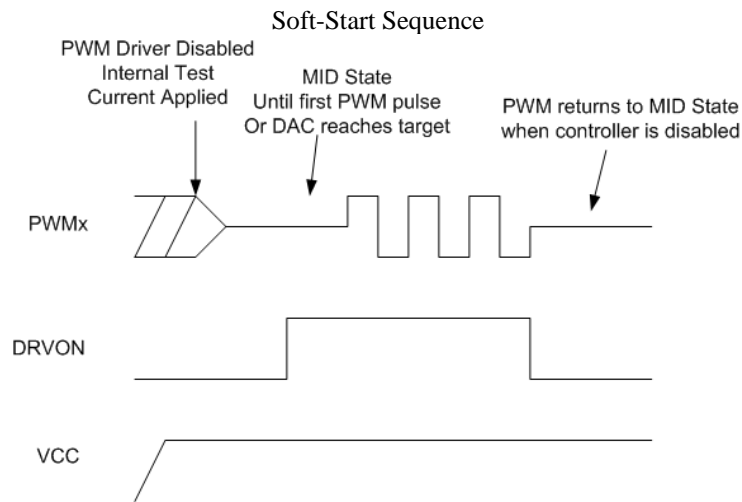 Soft-Start Sequence
PWM Driver Disabled
Internal Test
Current Applied
MID State
Until first PWM pulse
Or DAC reaches target
PWM returns to MID State
when controller is disabled
PWMx
DRVON
VCC